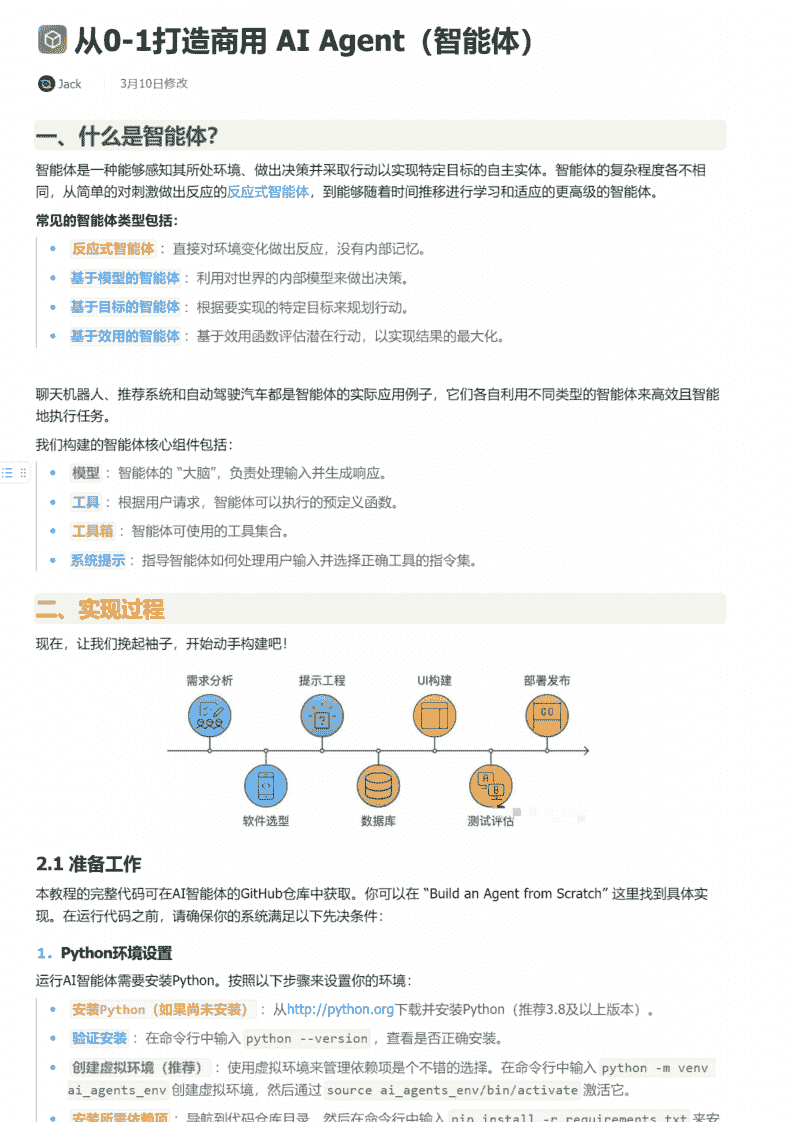 从0-1打造商用 AI Agent（智能体）
Jack 3月10日修改
一、什么是智能体？
智能体是一种能够感知其所处环境、做出决策并采取行动以实现特定目标的自主实体。智能体的复杂程度各不相
同，从简单的对刺激做出反应的反应式智能体，到能够随着时间推移进行学习和适应的更高级的智能体。
常见的智能体类型包括：
反应式智能体：直接对环境变化做出反应，没有内部记忆。
基于模型的智能体：利用对世界的内部模型来做出决策。
基于目标的智能体：根据要实现的特定目标来规划行动。
基于效用的智能体：基于效用函数评估潜在行动，以实现结果的最大化。
聊天机器人、推荐系统和自动驾驶汽车都是智能体的实际应用例子，它们各自利用不同类型的智能体来高效且智能
地执行任务。
我们构建的智能体核心组件包括：
模型：智能体的 “大脑”，负责处理输入并生成响应。
工具：根据用户请求，智能体可以执行的预定义函数。
工具箱：智能体可使用的工具集合。
系统提示：指导智能体如何处理用户输入并选择正确工具的指令集。
二、实现过程
现在，让我们挽起袖子，开始动手构建吧！
需求分析 提示工程 UI构建 部署发布
? GO
<>
A
B
软件选型 数据库 测试评估
2.1 准备工作
本教程的完整代码可在AI智能体的GitHub仓库中获取。你可以在 “Build an Agent from Scratch” 这里找到具体实
现。在运行代码之前，请确保你的系统满足以下先决条件：
1. Python环境设置
运行AI智能体需要安装Python。按照以下步骤来设置你的环境：
安装Python（如果尚未安装）：从http://python.org下载并安装Python（推荐3.8及以上版本）。
验证安装：在命令行中输入 python --version ，查看是否正确安装。
创建虚拟环境（推荐）：使用虚拟环境来管理依赖项是个不错的选择。在命令行中输入 python -m venv
ai_agents_env 创建虚拟环境，然后通过 source ai_agents_env/bin/activate 激活它。
安装所需依赖项：导航到代码仓库目录，然后在命令行中输入 pip install -r requirements.txt 来安